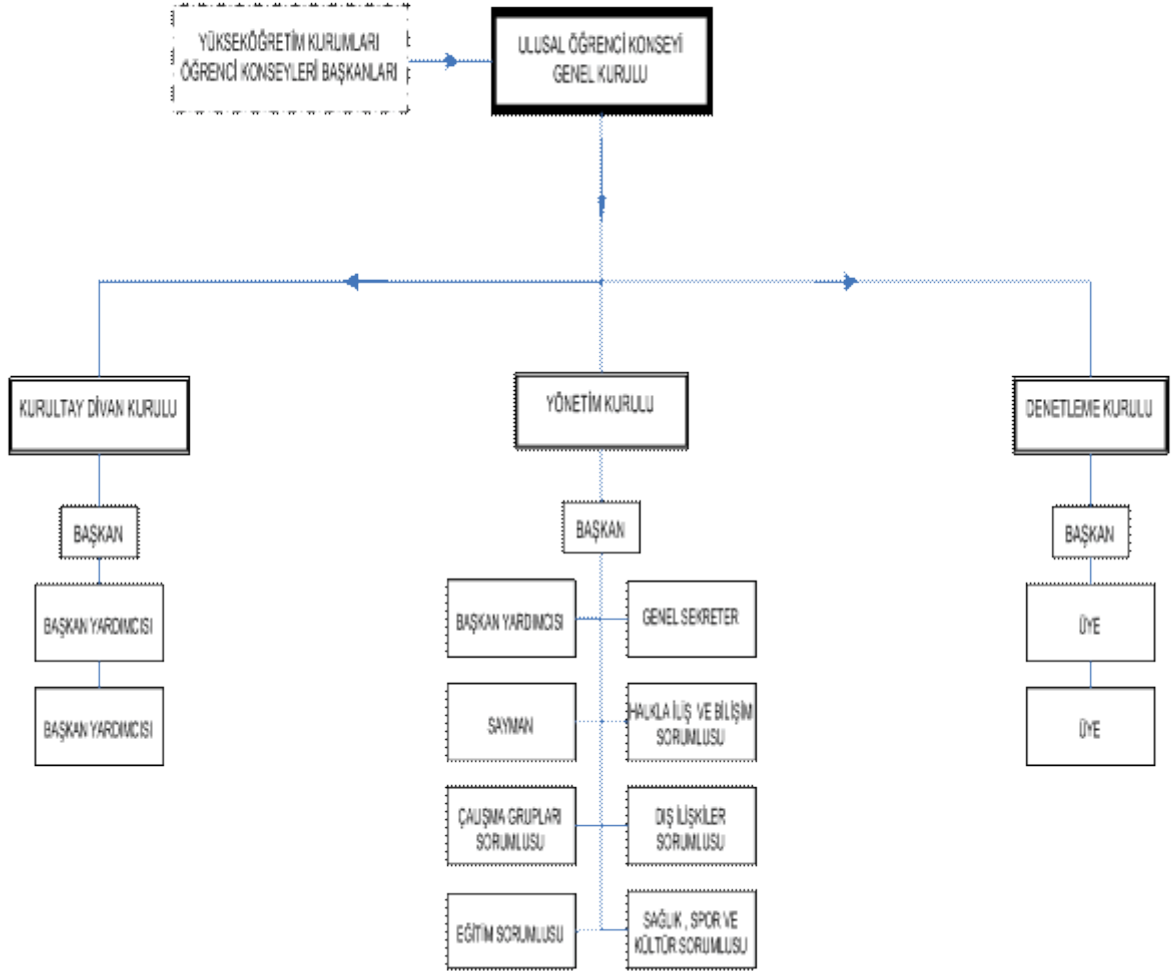 YÜKSEKÖĞRETİM KURUMLARI
ÖĞRENCİ KONSEYLERİ BAŞKANLARI
ULUSAL ÖĞRENCİ KONSEYİ
GENEL KURULU
KURULTAY DİVAN KURULU
BAŞKAN
BAŞKAN YARDIMCISI
BAŞKAN YARDIMCISI
YÖNETİM KURULU
BAŞKAN
BAŞKAN YARDIMCISI
GENEL SEKRETER
SAYMAN
HALKLA İLİŞ VE BİLİŞİM
SORUMLUSU
ÇALIŞMA GRUPLARI
SORUMLUSU
DIŞ İLİŞKİLER
SORUMLUSU
EĞİTİM SORUMLUSU
SAĞLIK , SPOR VE
KÜLTÜR SORUMLUSU
DENETLEME KURULU
BAŞKAN
ÜYE
ÜYE